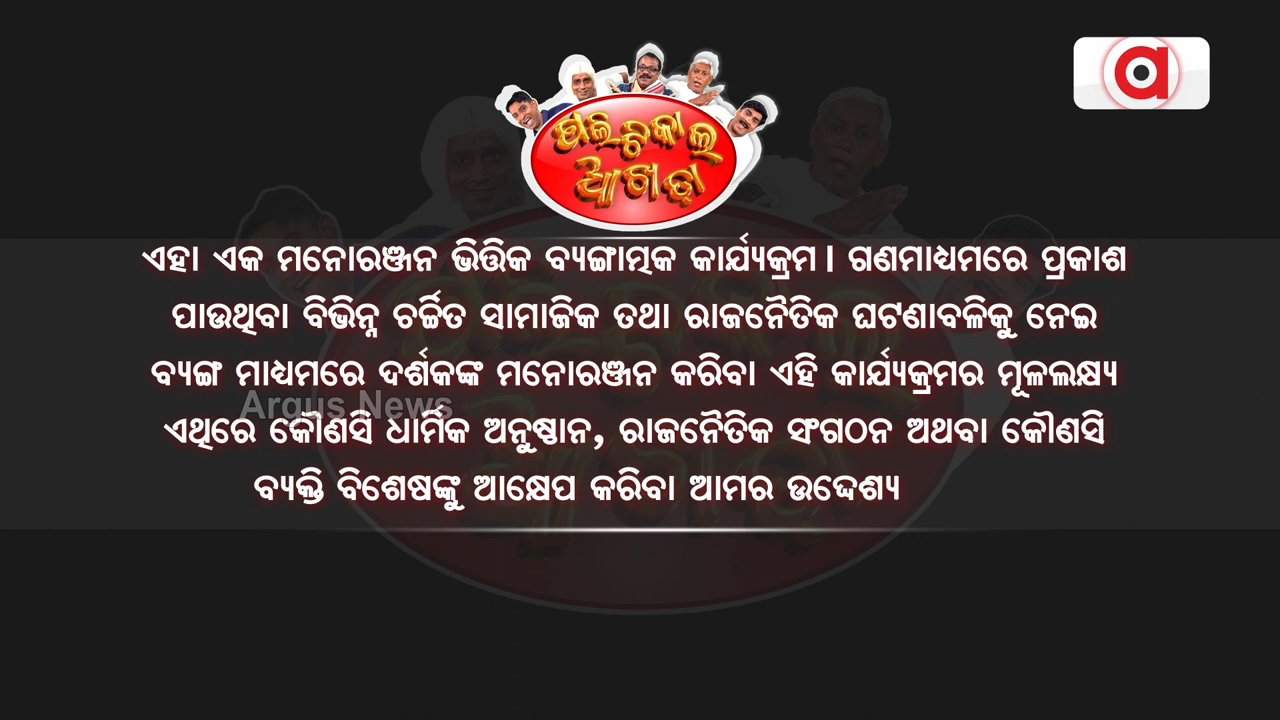 ପଲିଟିକାଲ
ଆଖଡ଼ା
a
ଏହା ଏକ ମନୋରଞ୍ଜନ ଭିତ୍ତିକ ବ୍ୟଙ୍ଗାତ୍ମକ କାର୍ଯ୍ୟକ୍ରମ। ଗଣମାଧ୍ୟମରେ ପ୍ରକାଶ
ପାଉଥିବା ବିଭିନ୍ନ ଚର୍ଚ୍ଚିତ ସାମାଜିକ ତଥା ରାଜନୈତିକ ଘଟଣାବଳିକୁ ନେଇ
ବ୍ୟଙ୍ଗ ମାଧ୍ୟମରେ ଦର୍ଶକଙ୍କ ମନୋରଞ୍ଜନ କରିବା ଏହି କାର୍ଯ୍ୟକ୍ରମର ମୂଳଲକ୍ଷ୍ୟ
Argus News
ଏଥିରେ କୌଣସି ଧାର୍ମିକ ଅନୁଷ୍ଠାନ, ରାଜନୈତିକ ସଂଗଠନ ଅଥବା କୌଣସି
ବ୍ୟକ୍ତି ବିଶେଷଙ୍କୁ ଆକ୍ଷେପ କରିବା ଆମର ଉଦ୍ଦେଶ୍ୟ